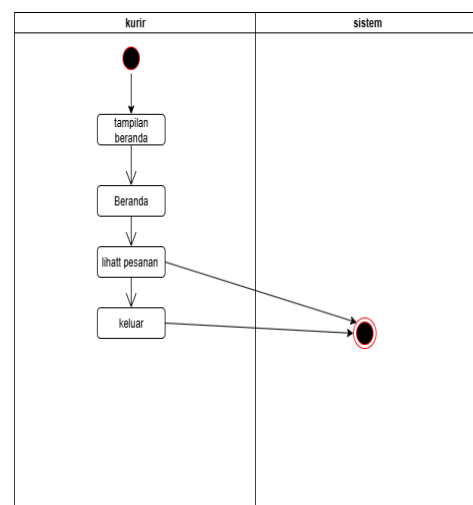 kurir
sistem
tampilan
beranda
Beranda
lihatt pesanan
keluar